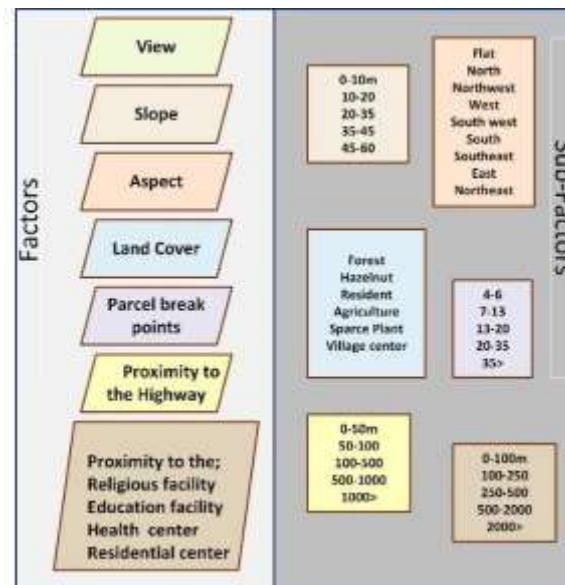 Factors
View
Slope
Aspect
Land Cover
Parcel break
points
Proximity to
the Highway
Proximity to the;
Religious facility
Education facility
Health center
Residential center
0-10m
10-20
20-35
35-45
45-60
Flat
North
Northwest
West
South west
South
Southeast
East
Northeast
Forest
Hazelnut
Resident
Agriculture
Sparce Plant
Village center
4-6
7-13
13-20
20-35
35>
0-50m
50-100
100-500
500-1000
1000>
0-100m
100-250
250-500
500-2000
2000>
Sub-Factors